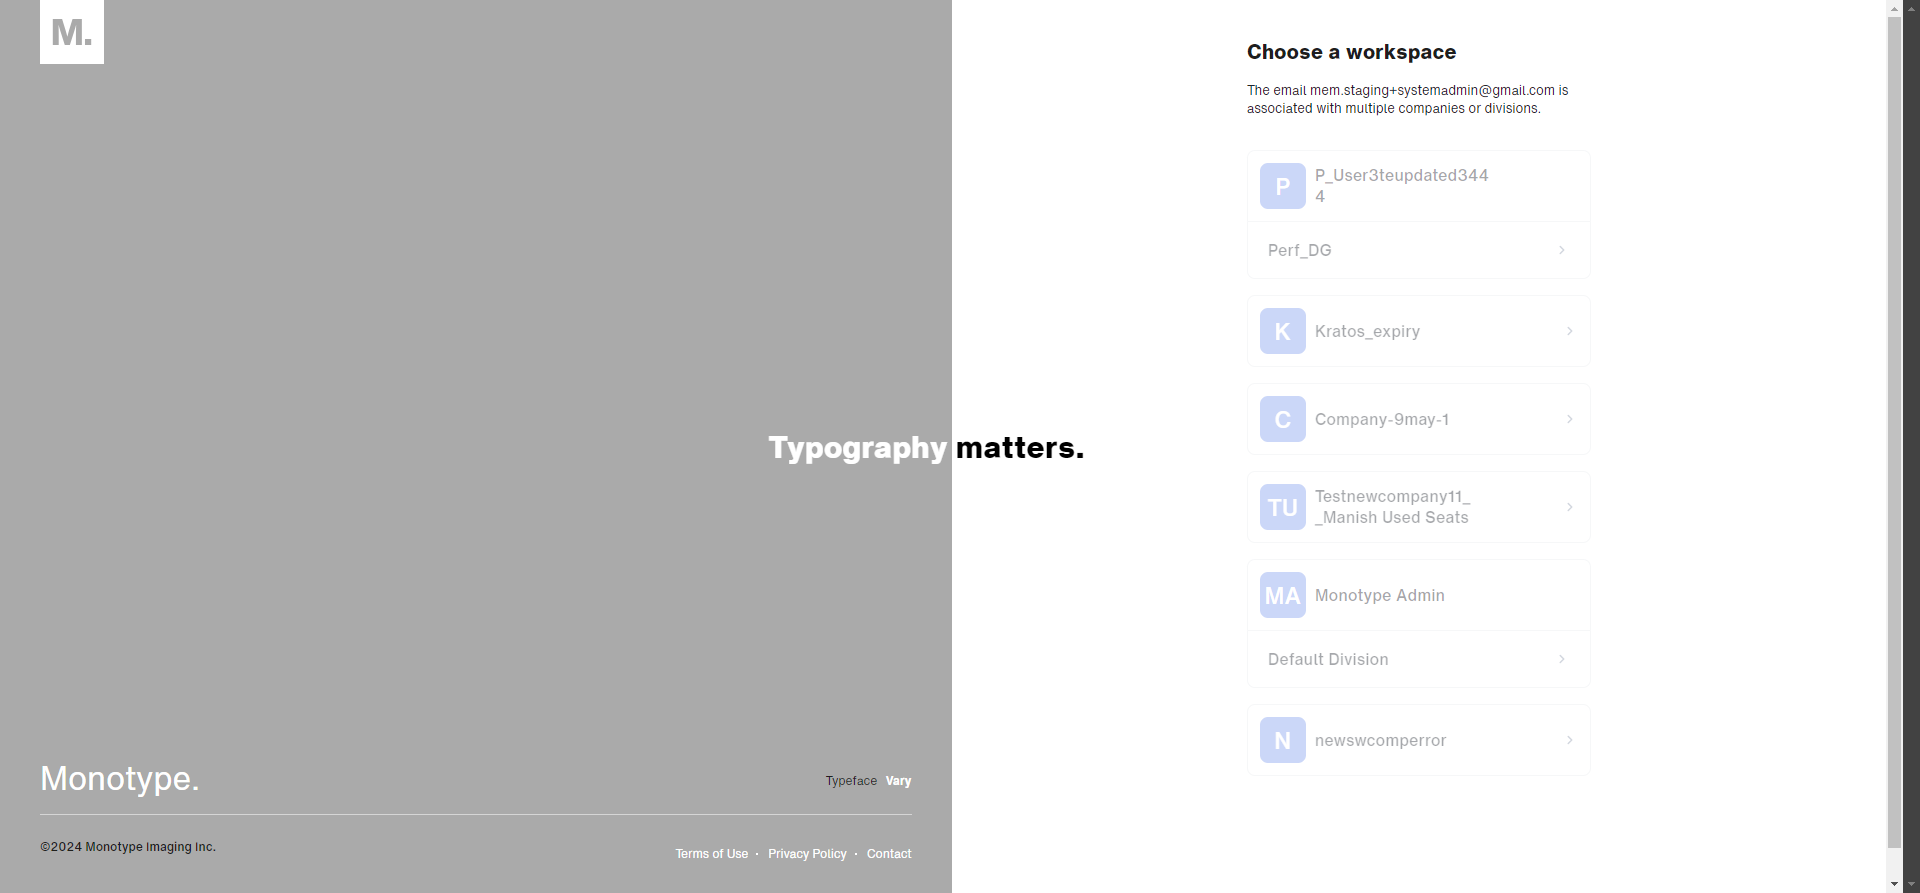 M.
Typography matters.
Monotype.
Typeface Vary
©2024 Monotype Imaging Inc.
Terms of Use · Privacy Policy · Contact
Choose a workspace
The email mem.staging+systemadmin@gmail.com is
associated with multiple companies or divisions.
P
P_User3teupdated344
4
Perf_DG
K
Kratos_expiry
C
Company-9may-1
TU
Testnewcompany11_
_Manish Used Seats
MA
Monotype Admin
Default Division
N
newswcomperror